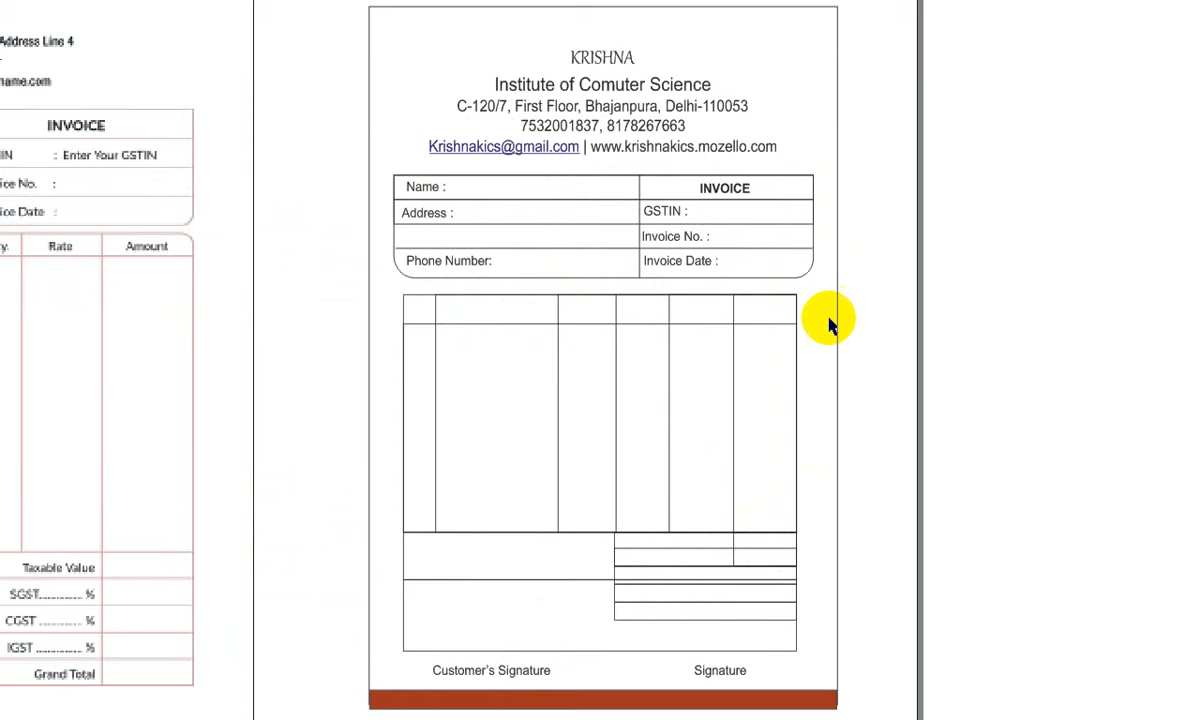 Address Line 4
name.com
INVOICE
IN : Enter Your GSTIN
ice No. :
ice Date :
y. Rate Amount
Taxable Value
SGST............. %
CGST ............. %
IGST ............. %
Grand Total
KRISHNA
Institute of Comuter Science
C-120/7, First Floor, Bhajanpura, Delhi-110053
7532001837, 8178267663
Krishnakics@gmail.com | www.krishnakics.mozello.com
Name : INVOICE
Address : GSTIN :
Invoice No. :
Phone Number: Invoice Date :
Customer's Signature Signature